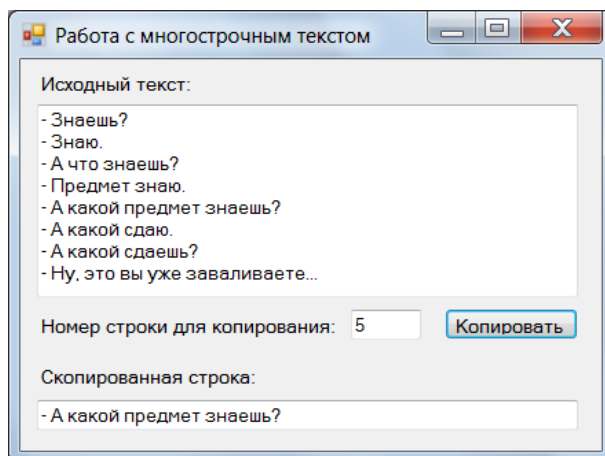 Работа с многострочным текстом
Исходный текст:
- Знаешь?
- Знаю.
- А что знаешь?
- Предмет знаю.
- А какой предмет знаешь?
- А какой сдаю.
- А какой сдаешь?
- Ну, это вы уже заваливаете...
Номер строки для копирования: 5 Копировать
Скопированная строка:
- А какой предмет знаешь?